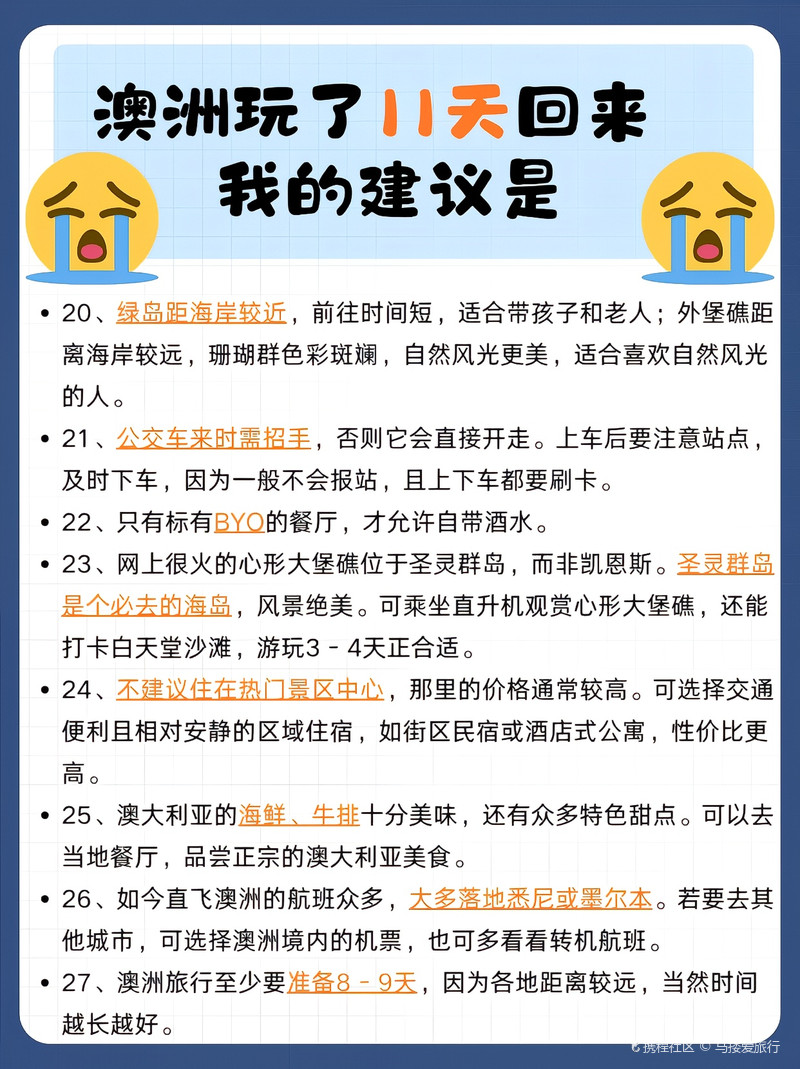 澳洲玩了11天回来
我的建议是
• 20、绿岛距海岸较近，前往时间短，适合带孩子和老人；外堡礁距
离海岸较远，珊瑚群色彩斑斓，自然风光更美，适合喜欢自然风光
的人。
• 21、公交车来时需招手，否则它会直接开走。上车后要注意站点，
及时下车，因为一般不会报站，且上下车都要刷卡。
• 22、只有标有BYO的餐厅，才允许自带酒水。
• 23、网上很火的心形大堡礁位于圣灵群岛，而非凯恩斯。圣灵群岛
是个必去的海岛，风景绝美。可乘坐直升机观赏心形大堡礁，还能
打卡白天堂沙滩，游玩3 - 4天正合适。
• 24、不建议住在热门景区中心，那里的价格通常较高。可选择交通
便利且相对安静的区域住宿，如街区民宿或酒店式公寓，性价比更
高。
• 25、澳大利亚的海鲜、牛排十分美味，还有众多特色甜点。可以去
当地餐厅，品尝正宗的澳大利亚美食。
• 26、如今直飞澳洲的航班众多，大多落地悉尼或墨尔本。若要去其
他城市，可选择澳洲境内的机票，也可多看看转机航班。
• 27、澳洲旅行至少要准备8 - 9天，因为各地距离较远，当然时间
越长越好。
携程社区 © 马搂爱旅行